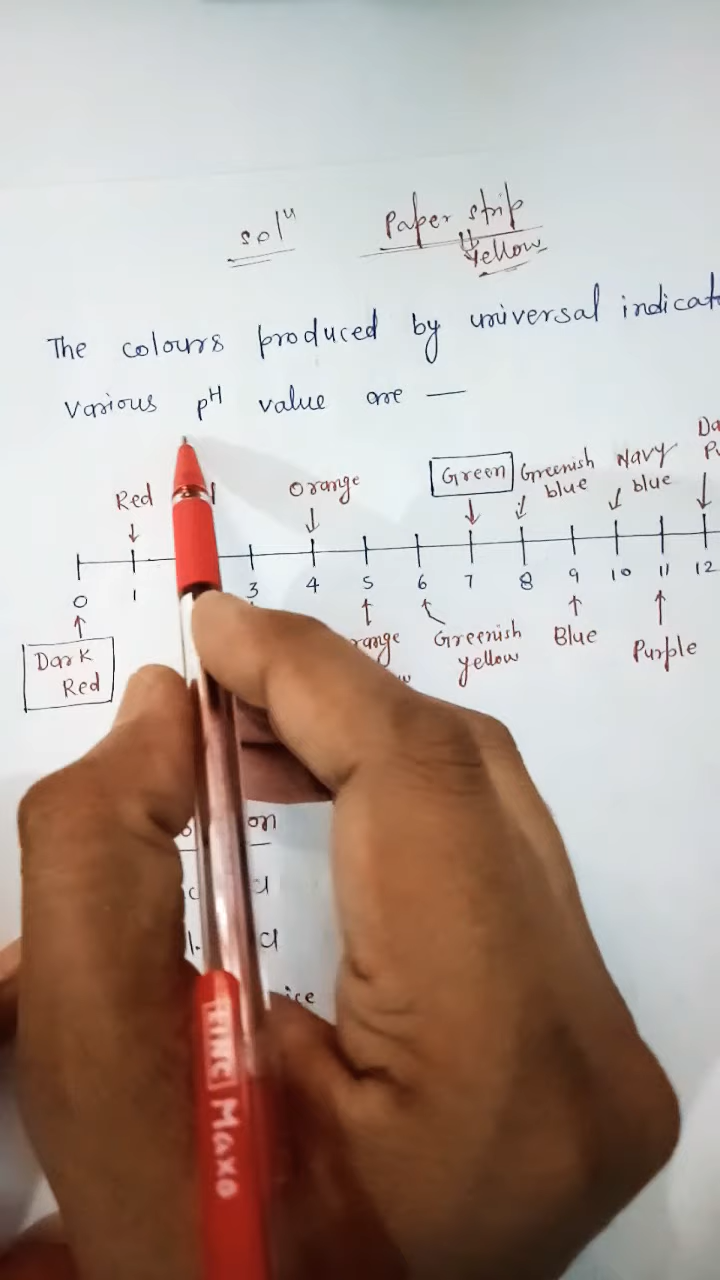 solⁿ Paper strip
⇓
Yellow
The colours produced by universal indicat
various pH value are —
Red Orange Green Greenish blue Navy blue Da
0 1 3 4 5 6 7 8 9 10 11 12
Dark Red Greenish yellow Blue Purple
on
Maxo